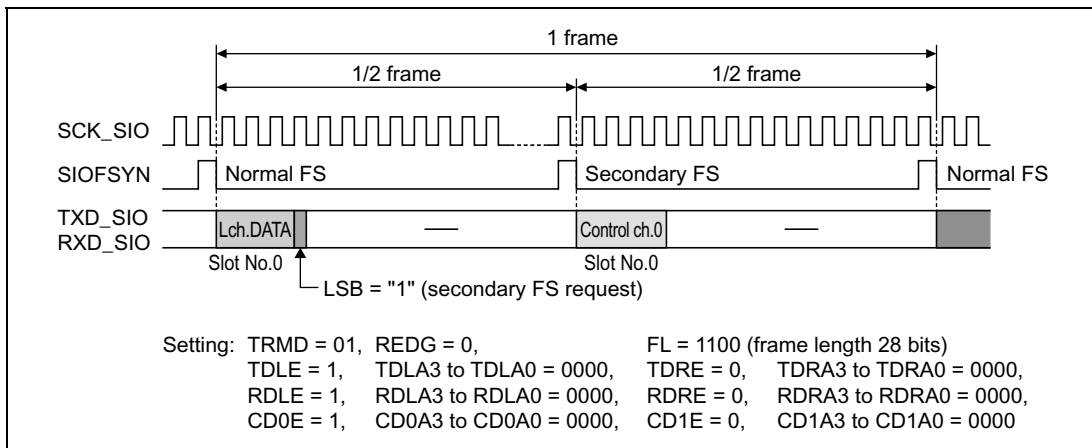 1 frame
1/2 frame 1/2 frame
SCK_SIO
SIOFSYN Normal FS Secondary FS Normal FS
TXD_SIO
RXD_SIO
Lch.DATA Control ch.0
Slot No.0 Slot No.0
LSB = "1" (secondary FS request)
Setting: TRMD = 01, REDG = 0, FL = 1100 (frame length 28 bits)
TDLE = 1, TDLA3 to TDLA0 = 0000, TDRE = 0, TDRA3 to TDRA0 = 0000,
RDLE = 1, RDLA3 to RDLA0 = 0000, RDRE = 0, RDRA3 to RDRA0 = 0000,
CD0E = 1, CD0A3 to CD0A0 = 0000, CD1E = 0, CD1A3 to CD1A0 = 0000